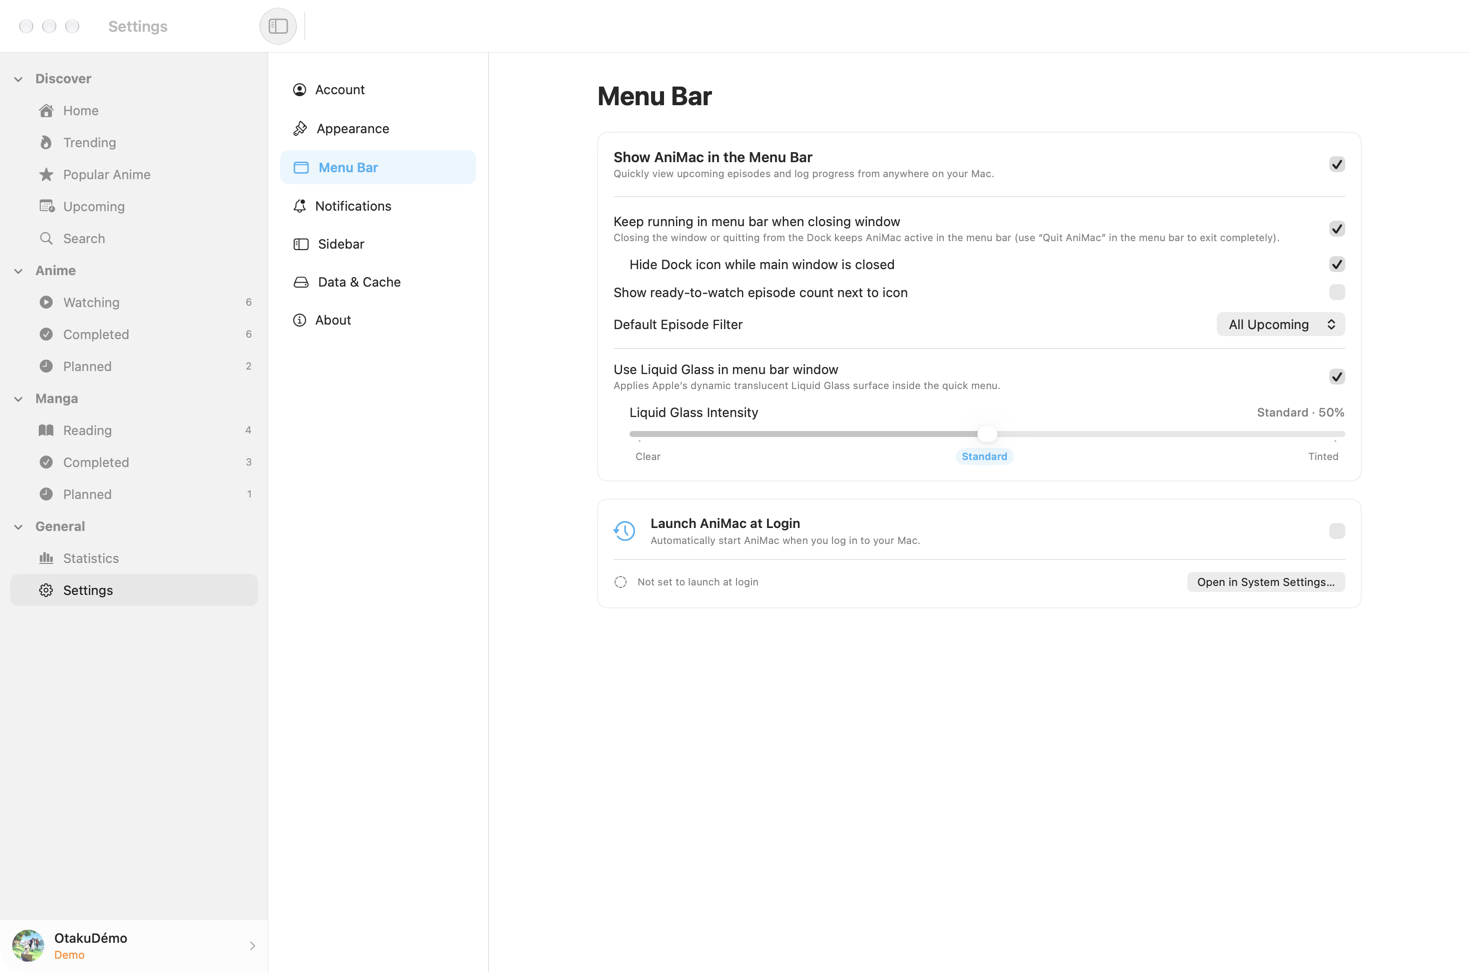 Settings
Discover
Home
Trending
Popular Anime
Upcoming
Search
Anime
Watching 6
Completed 6
Planned 2
Manga
Reading 4
Completed 3
Planned 1
General
Statistics
Settings
OtakuDémo
Demo
Account
Appearance
Menu Bar
Notifications
Sidebar
Data & Cache
About
Menu Bar
Show AniMac in the Menu Bar
Quickly view upcoming episodes and log progress from anywhere on your Mac.
Keep running in menu bar when closing window
Closing the window or quitting from the Dock keeps AniMac active in the menu bar (use “Quit AniMac” in the menu bar to exit completely).
Hide Dock icon while main window is closed
Show ready-to-watch episode count next to icon
Default Episode Filter All Upcoming
Use Liquid Glass in menu bar window
Applies Apple's dynamic translucent Liquid Glass surface inside the quick menu.
Liquid Glass Intensity Standard · 50%
Clear Standard Tinted
Launch AniMac at Login
Automatically start AniMac when you log in to your Mac.
Not set to launch at login Open in System Settings...